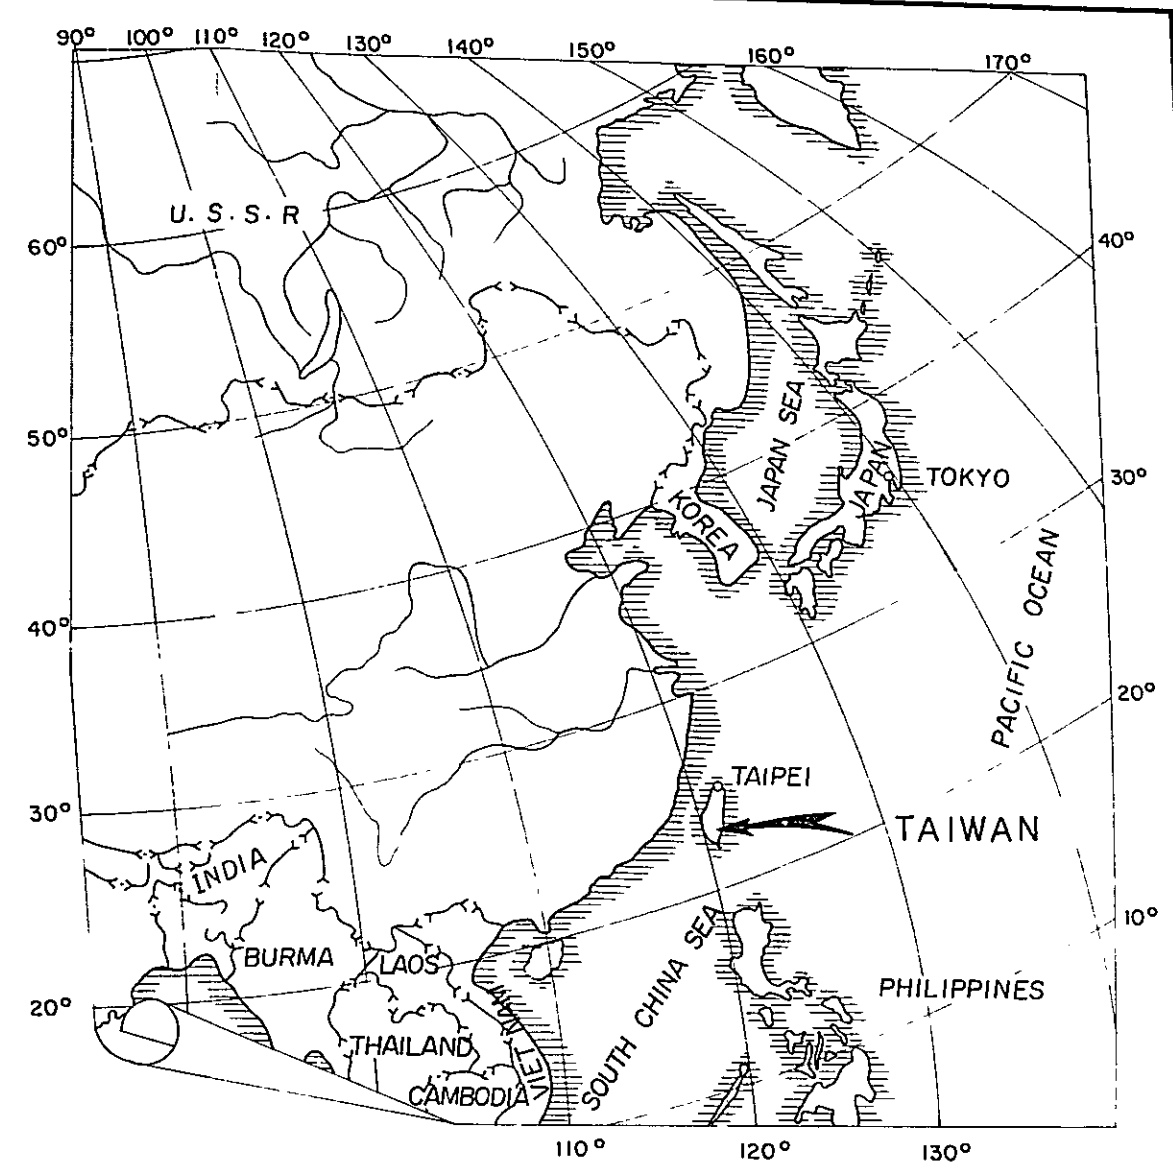 90° 100° 110° 120° 130° 140° 150° 160° 170°
U.S.S.R
60°
40°
50°
JAPAN SEA
JAPAN
TOKYO
30°
KOREA
40°
PACIFIC OCEAN
20°
TAIPEI
30°
TAIWAN
INDIA
10°
BURMA
LAOS
SOUTH CHINA SEA
PHILIPPINES
20°
VIET NAM
THAILAND
CAMBODIA
110° 120° 130°